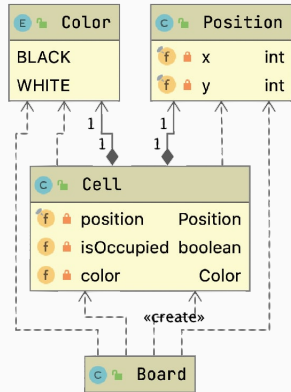 E Color
BLACK
WHITE
C Position
f x int
f y int
1
1
1
1
C Cell
f position Position
f isOccupied boolean
f color Color
«create»
C Board